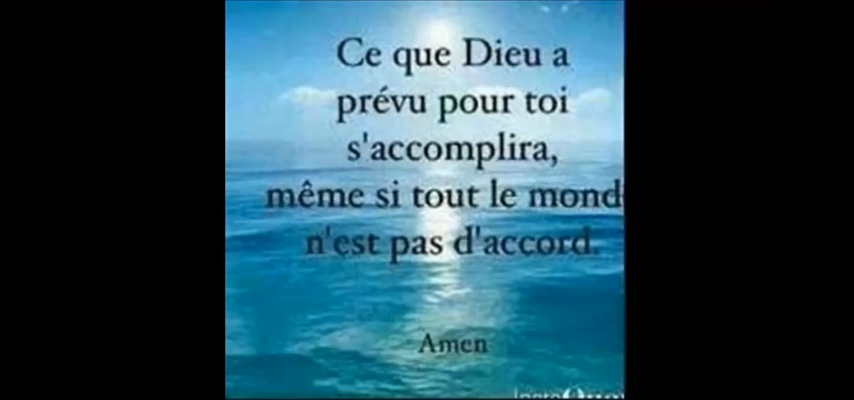 Ce que Dieu a
prévu pour toi
s'accomplira,
même si tout le mond
n'est pas d'accord.
Amen